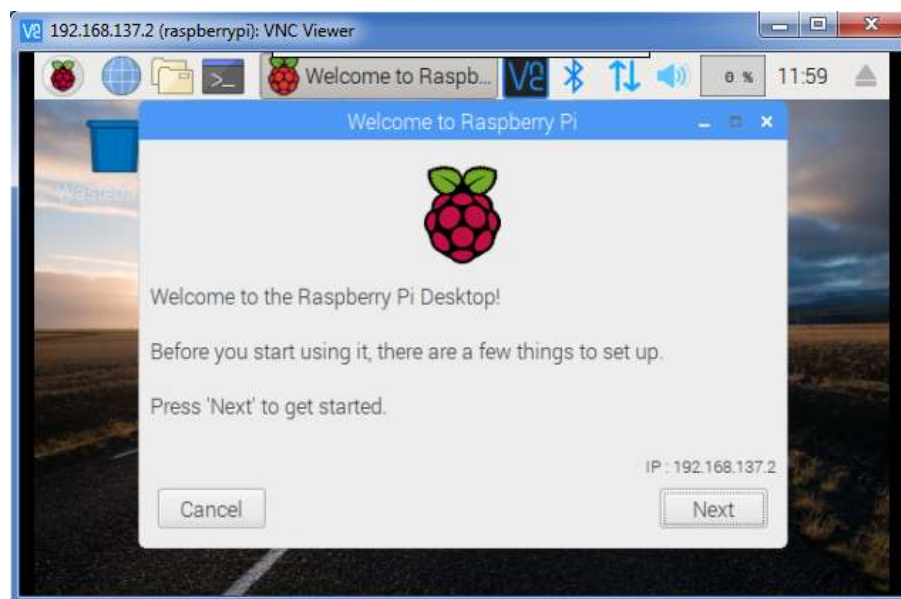 192.168.137.2 (raspberrypi): VNC Viewer
Welcome to Raspb... 0 % 11:59
Welcome to Raspberry Pi
Welcome to the Raspberry Pi Desktop!
Before you start using it, there are a few things to set up.
Press 'Next' to get started.
IP : 192.168.137.2
Cancel Next